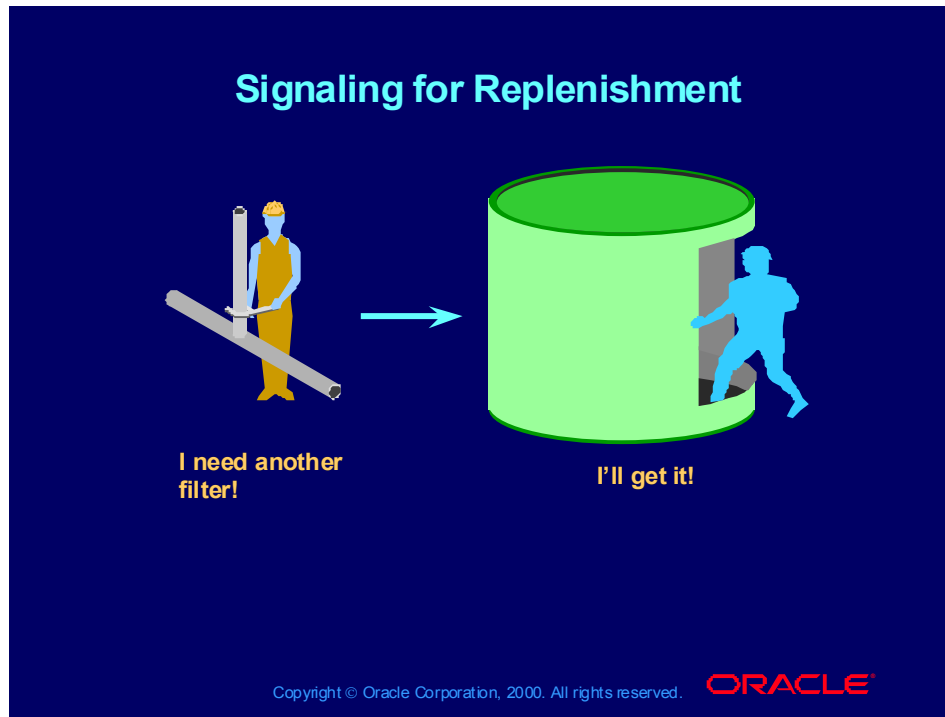 Signaling for Replenishment
I need another
filter!
I’ll get it!
Copyright © Oracle Corporation, 2000. All rights reserved.
ORACLE®